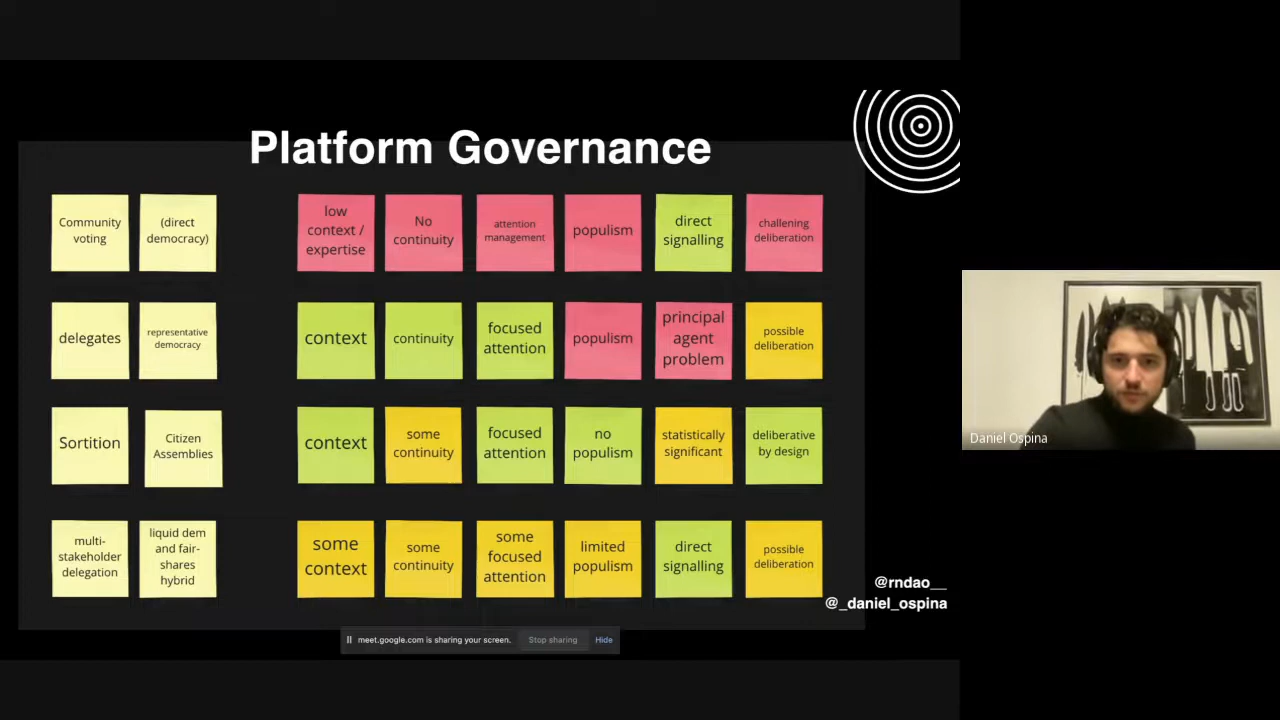 Platform Governance
Community
voting
(direct
democracy)
low
context /
expertise
No
continuity
attention
management
populism
direct
signalling
challening
deliberation
delegates
representative
democracy
context
continuity
focused
attention
populism
principal
agent
problem
possible
deliberation
Sortition
Citizen
Assemblies
context
some
continuity
focused
attention
no
populism
statistically
significant
deliberative
by design
multi-
stakeholder
delegation
liquid dem
and fair-
shares
hybrid
some
context
some
continuity
some
focused
attention
limited
populism
direct
signalling
possible
deliberation
@rndao__
@_daniel_ospina
meet.google.com is sharing your screen.
Stop sharing
Hide
Daniel Ospina